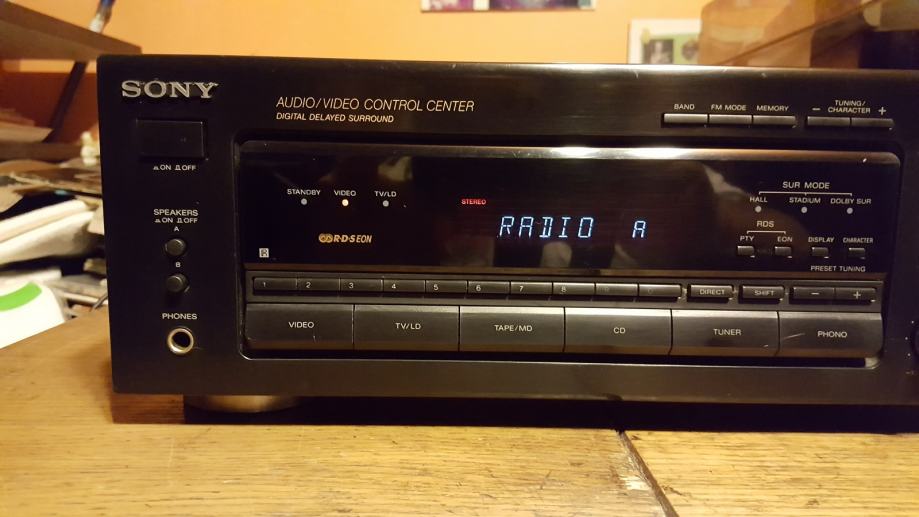 SONY
AUDIO/VIDEO CONTROL CENTER
DIGITAL DELAYED SURROUND
BAND FM MODE MEMORY
− TUNING/ CHARACTER +
ON OFF
STANDBY VIDEO TV/LD
STEREO
SUR MODE
HALL STADIUM DOLBY SUR
SPEAKERS
ON OFF
A
RADIO A
R·D·S EON
RDS
PTY EON DISPLAY CHARACTER
R
PRESET TUNING
B
1 2 3 4 5 6 7 8
DIRECT SHIFT − +
PHONES
VIDEO TV/LD TAPE/MD CD TUNER PHONO